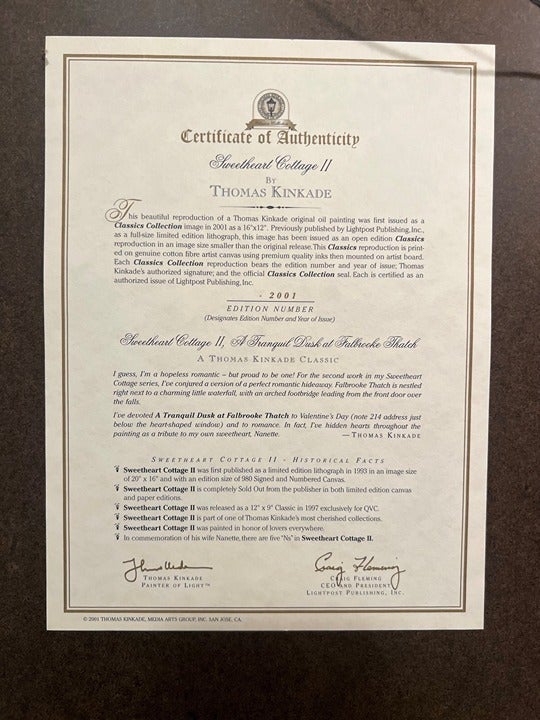 Certificate of Authenticity
Sweetheart Cottage II
BY
THOMAS KINKADE
This beautiful reproduction of a Thomas Kinkade original oil painting was first issued as a
Classics Collection image in 2001 as a 16"x12". Previously published by Lightpost Publishing, Inc.,
as a full-size limited edition lithograph, this image has been issued as an open edition Classics
reproduction in an image size smaller than the original release. This Classics reproduction is print-
ed on genuine cotton fibre artist canvas using premium quality inks then mounted on artist board.
Each Classics Collection reproduction bears the edition number and year of issue; Thomas
Kinkade's authorized signature; and the official Classics Collection seal. Each is certified as an
authorized issue of Lightpost Publishing, Inc.
- 2001
EDITION NUMBER
(Designates Edition Number and Year of Issue)
Sweetheart Cottage II, A Tranquil Dusk at Falbrooke Thatch
A THOMAS KINKADE CLASSIC
I guess, I'm a hopeless romantic – but proud to be one! For the second work in my Sweetheart
Cottage series, I've conjured a version of a perfect romantic hideaway. Falbrooke Thatch is nestled
right next to a charming little waterfall, with an arched footbridge leading from the front door over
the falls.
I've devoted A Tranquil Dusk at Falbrooke Thatch to Valentine's Day (note 214 address just
below the heart-shaped window) and to romance. In fact, I've hidden hearts throughout the
painting as a tribute to my own sweetheart, Nanette. — THOMAS KINKADE
SWEETHEART COTTAGE II - HISTORICAL FACTS
Sweetheart Cottage II was first published as a limited edition lithograph in 1993 in an image size
of 20" x 16" and with an edition size of 980 Signed and Numbered Canvas.
Sweetheart Cottage II is completely Sold Out from the publisher in both limited edition canvas
and paper editions.
Sweetheart Cottage II was released as a 12" x 9" Classic in 1997 exclusively for QVC.
Sweetheart Cottage II is part of one of Thomas Kinkade's most cherished collections.
Sweetheart Cottage II was painted in honor of lovers everywhere.
In commemoration of his wife Nanette, there are five "Ns" in Sweetheart Cottage II.
Craig Fleming
THOMAS KINKADE
PAINTER OF LIGHT™
CRAIG FLEMING
CEO AND PRESIDENT
LIGHTPOST PUBLISHING, INC.
© 2001 THOMAS KINKADE, MEDIA ARTS GROUP, INC. SAN JOSE, CA.